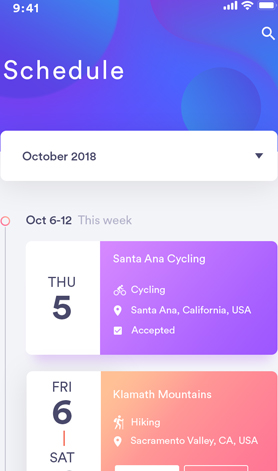 9:41
Schedule
October 2018
Oct 6-12 This week
THU
5
Santa Ana Cycling
Cycling
Santa Ana, California, USA
Accepted
FRI
6
SAT
Klamath Mountains
Hiking
Sacramento Valley, CA, USA